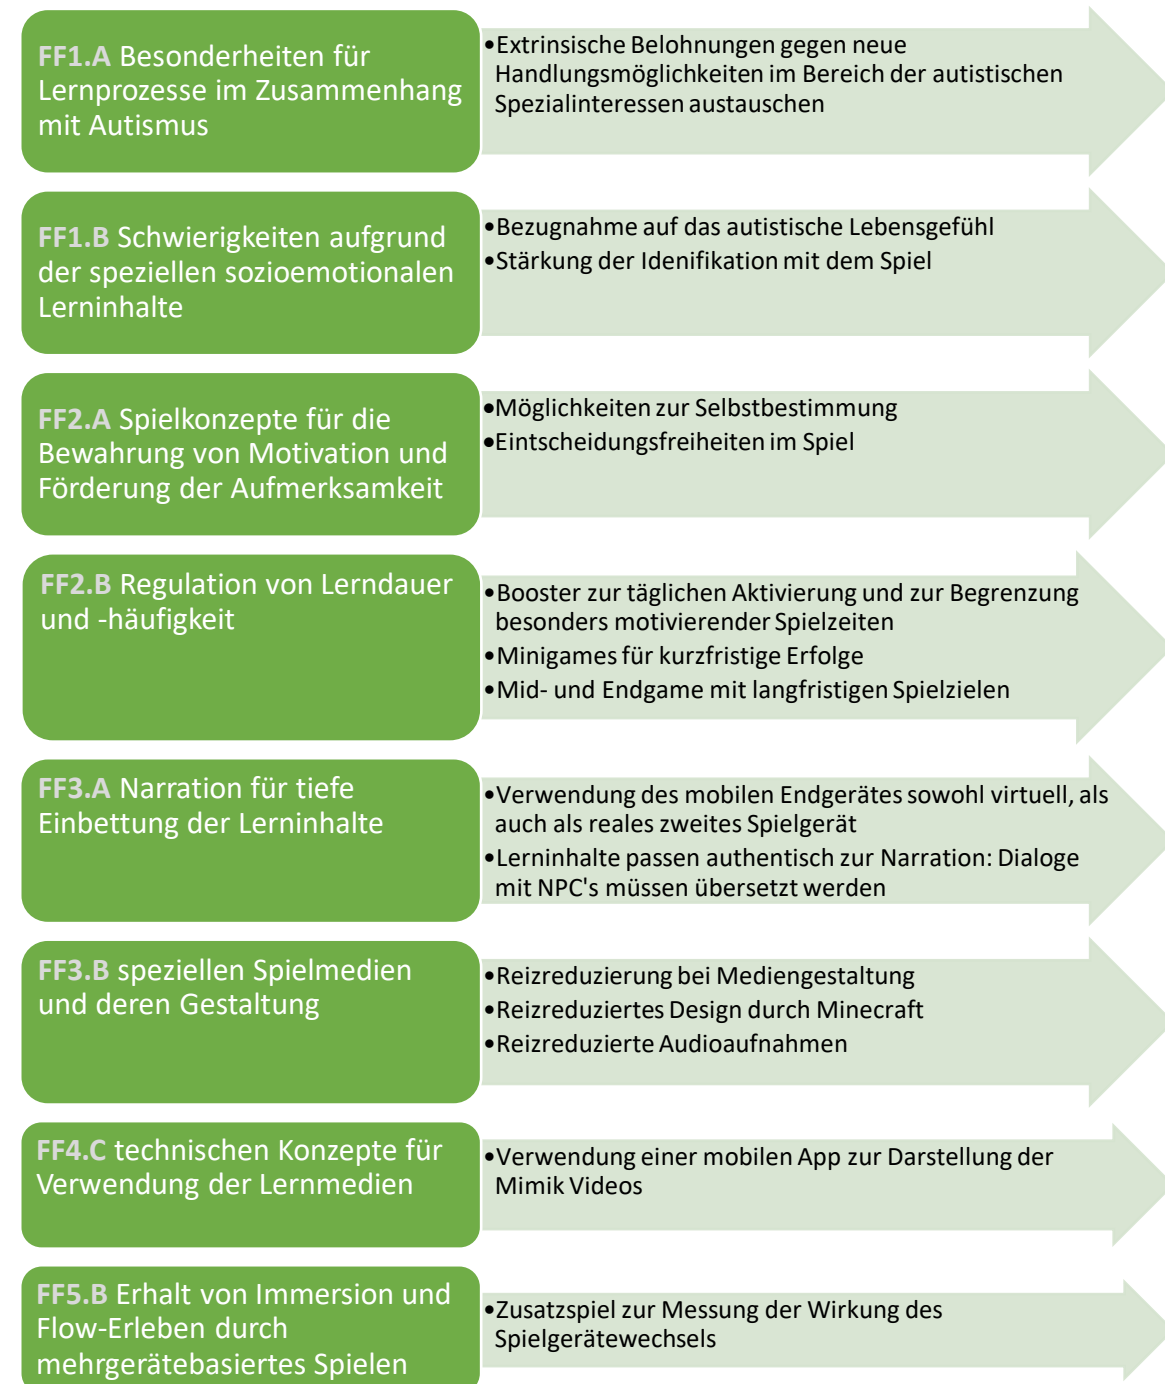 FF1.A Besonderheiten für
Lernprozesse im Zusammenhang
mit Autismus
•Extrinsische Belohnungen gegen neue
Handlungsmöglichkeiten im Bereich der autistischen
Spezialinteressen austauschen
FF1.B Schwierigkeiten aufgrund
der speziellen sozioemotionalen
Lerninhalte
•Bezugnahme auf das autistische Lebensgefühl
•Stärkung der Idenifikation mit dem Spiel
FF2.A Spielkonzepte für die
Bewahrung von Motivation und
Förderung der Aufmerksamkeit
•Möglichkeiten zur Selbstbestimmung
•Eintscheidungsfreiheiten im Spiel
FF2.B Regulation von Lerndauer
und -häufigkeit
•Booster zur täglichen Aktivierung und zur Begrenzung
besonders motivierender Spielzeiten
•Minigames für kurzfristige Erfolge
•Mid- und Endgame mit langfristigen Spielzielen
FF3.A Narration für tiefe
Einbettung der Lerninhalte
•Verwendung des mobilen Endgerätes sowohl virtuell, als
auch als reales zweites Spielgerät
•Lerninhalte passen authentisch zur Narration: Dialoge
mit NPC's müssen übersetzt werden
FF3.B speziellen Spielmedien
und deren Gestaltung
•Reizreduzierung bei Mediengestaltung
•Reizreduziertes Design durch Minecraft
•Reizreduzierte Audioaufnahmen
FF4.C technischen Konzepte für
Verwendung der Lernmedien
•Verwendung einer mobilen App zur Darstellung der
Mimik Videos
FF5.B Erhalt von Immersion und
Flow-Erleben durch
mehrgerätebasiertes Spielen
•Zusatzspiel zur Messung der Wirkung des
Spielgerätewechsels